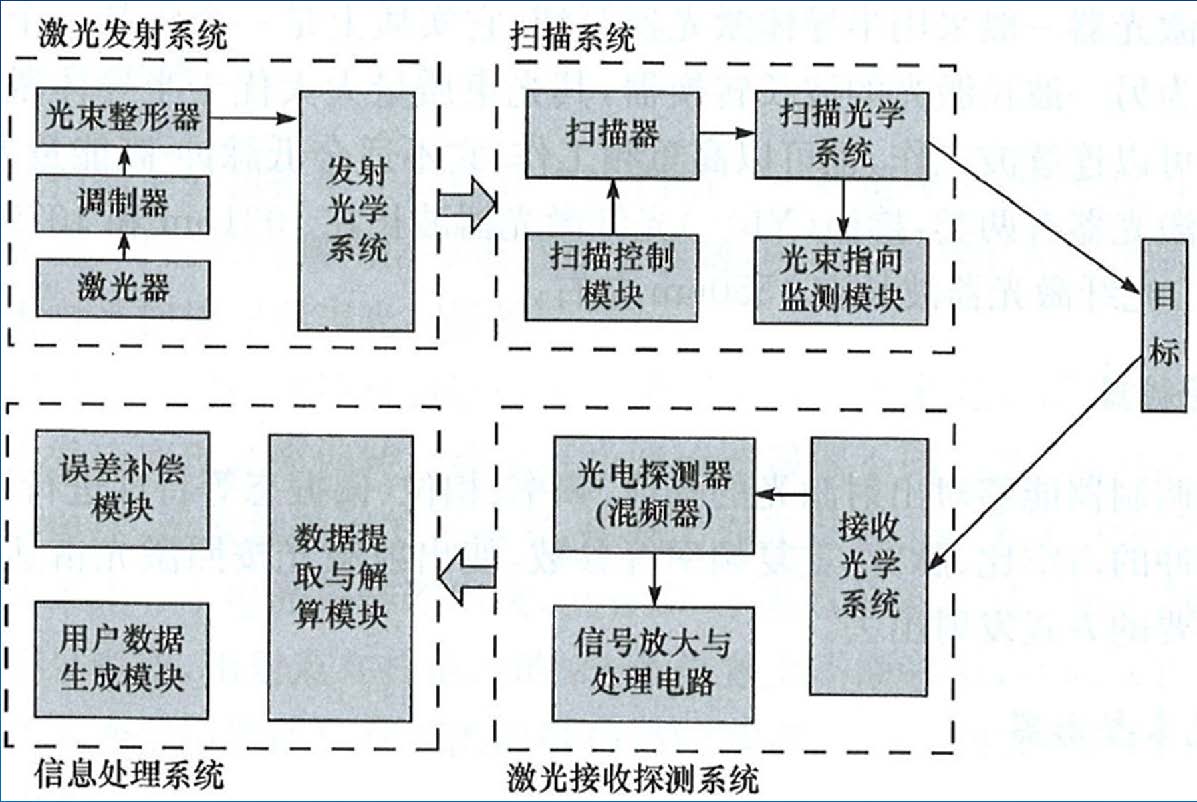 激光发射系统
光束整形器
调制器
激光器
发射
光学
系统
扫描系统
扫描器
扫描光学
系统
扫描控制
模块
光束指向
监测模块
目
标
误差补偿
模块
用户数据
生成模块
数据提
取与解
算模块
信息处理系统
光电探测器
(混频器)
信号放大与
处理电路
接收
光学
系统
激光接收探测系统